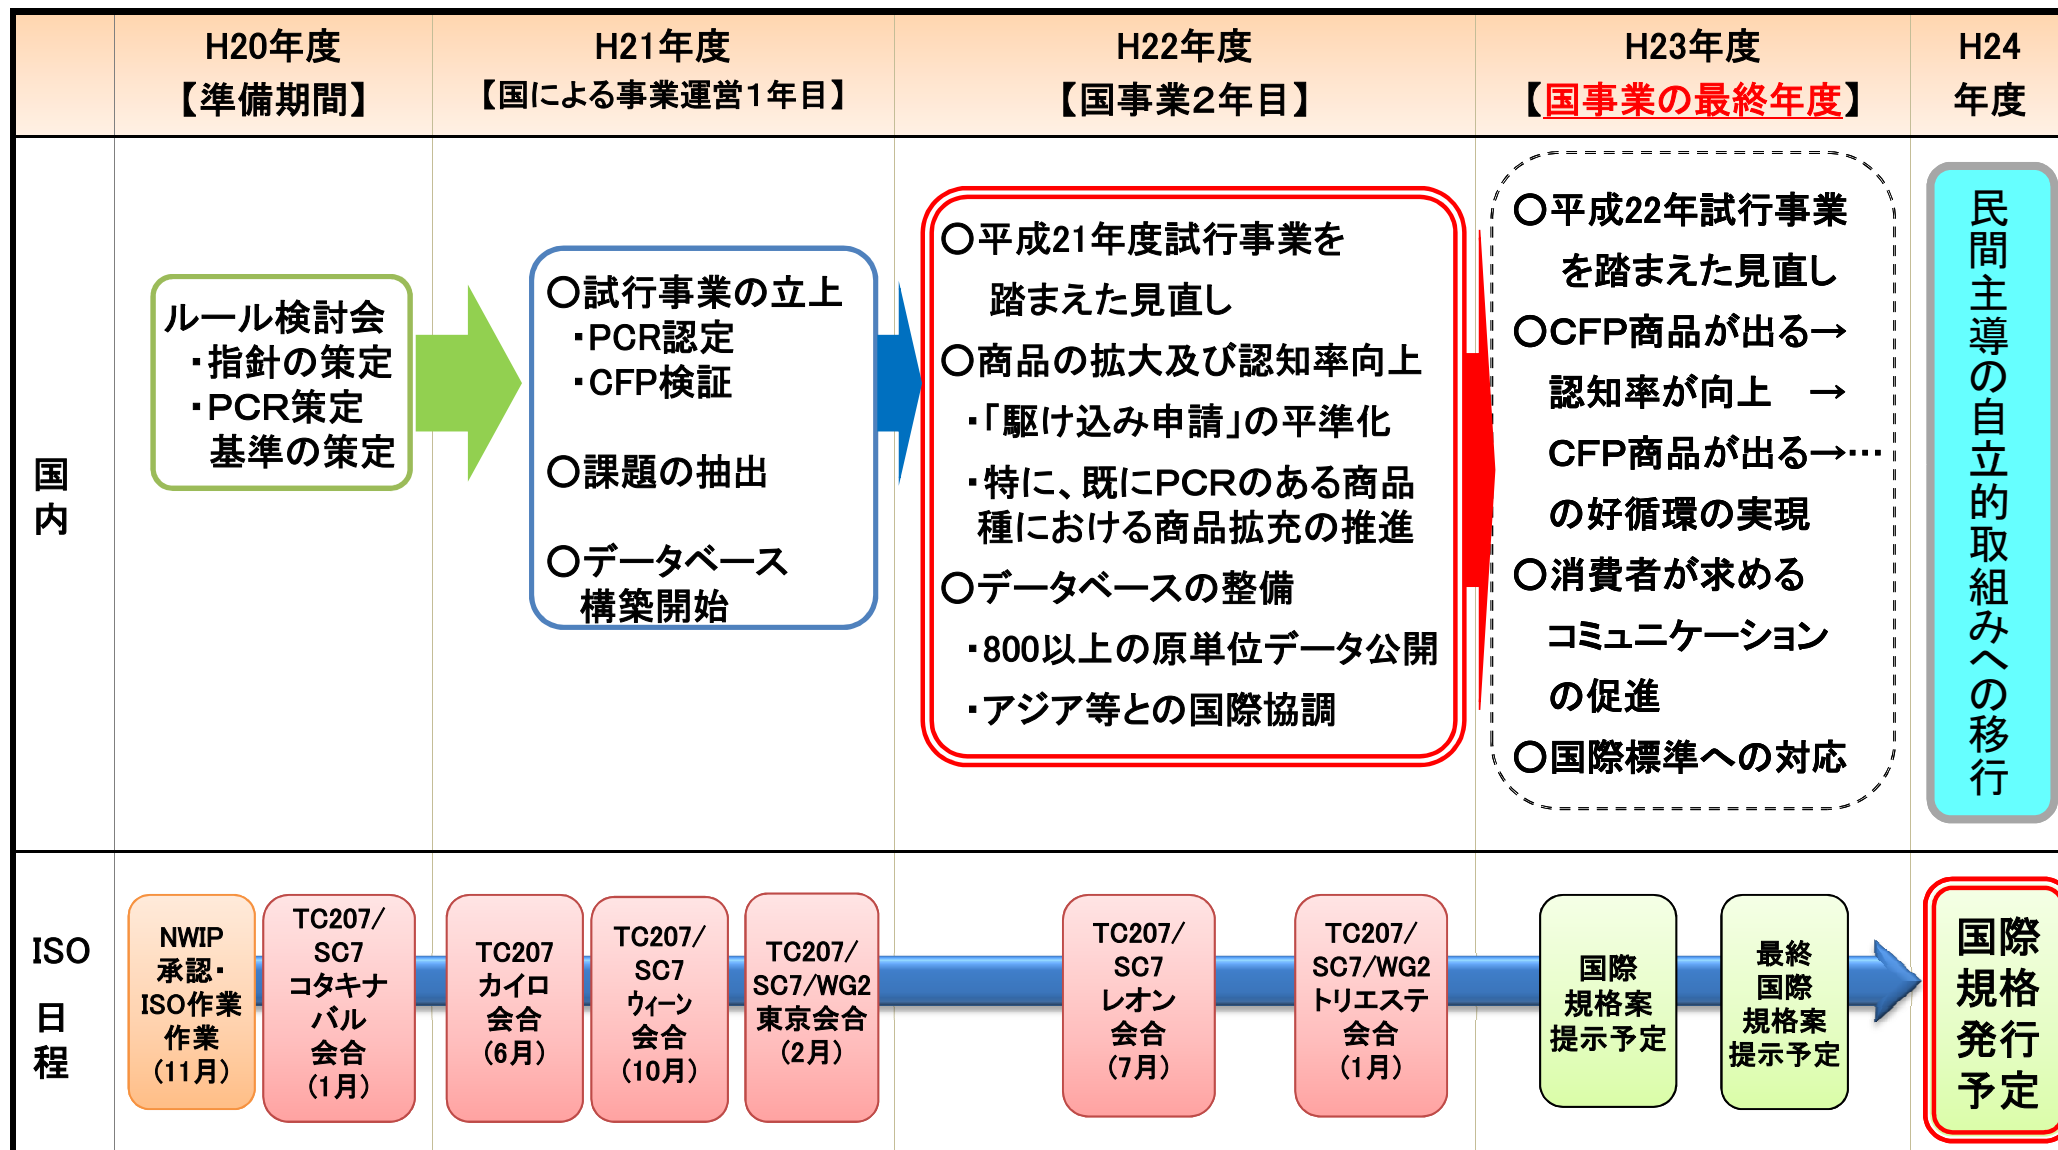 H20年度
【準備期間】
H21年度
【国による事業運営1年目】
H22年度
【国事業2年目】
H23年度
【国事業の最終年度】
H24
年度
国
内
ルール検討会
・指針の策定
・PCR策定
基準の策定
〇試行事業の立上
・PCR認定
・CFP検証
〇課題の抽出
〇データベース
構築開始
〇平成21年度試行事業を
踏まえた見直し
〇商品の拡大及び認知率向上
・「駆け込み申請」の平準化
・特に、既にPCRのある商品
種における商品拡充の推進
〇データベースの整備
・800以上の原単位データ公開
・アジア等との国際協調
〇平成22年試行事業
を踏まえた見直し
〇CFP商品が出る→
認知率が向上　→
CFP商品が出る→…
の好循環の実現
〇消費者が求める
コミュニケーション
の促進
〇国際標準への対応
民間主導の自立的取組みへの移行
ISO
日
程
NWIP
承認・
ISO作業
作業
(11月)
TC207/
SC7
コタキナ
バル
会合
(1月)
TC207
カイロ
会合
(6月)
TC207/
SC7
ウィーン
会合
(10月)
TC207/
SC7/WG2
東京会合
(2月)
TC207/
SC7
レオン
会合
(7月)
TC207/
SC7/WG2
トリエステ
会合
(1月)
国際
規格案
提示予定
最終
国際
規格案
提示予定
国際
規格
発行
予定